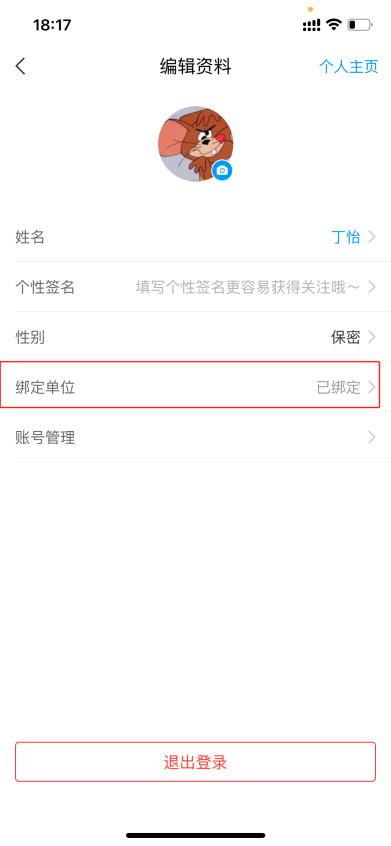 18:17
编辑资料
个人主页
姓名
丁怡
个性签名
填写个性签名更容易获得关注哦～
性别
保密
绑定单位
已绑定
账号管理
退出登录